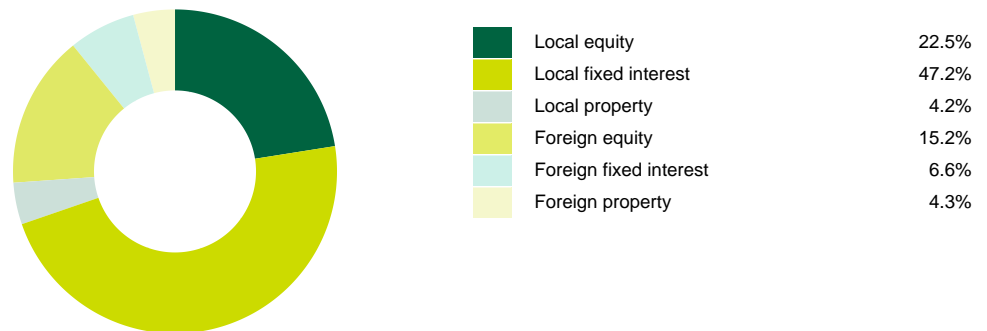 Local equity 22.5%
Local fixed interest 47.2%
Local property 4.2%
Foreign equity 15.2%
Foreign fixed interest 6.6%
Foreign property 4.3%